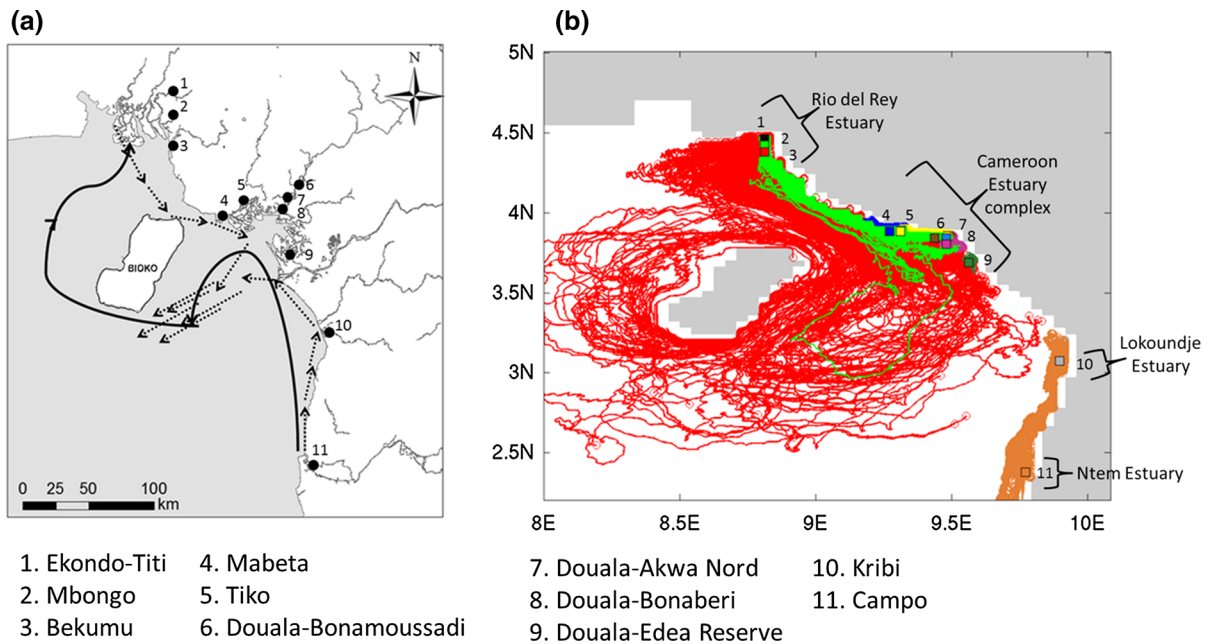 (a)
N
1
2
3
4
5
6
7
8
9
BIOKO
10
11
0 25 50 100
km
(b)
5N
4.5N
4N
3.5N
3N
2.5N
8E 8.5E 9E 9.5E 10E
Rio del Rey
Estuary
Cameroon
Estuary
complex
Lokoundje
Estuary
Ntem Estuary
1
2
3
4
5
6
7
8
9
10
11
1. Ekondo-Titi
2. Mbongo
3. Bekumu
4. Mabeta
5. Tiko
6. Douala-Bonamoussadi
7. Douala-Akwa Nord
8. Douala-Bonaberi
9. Douala-Edea Reserve
10. Kribi
11. Campo